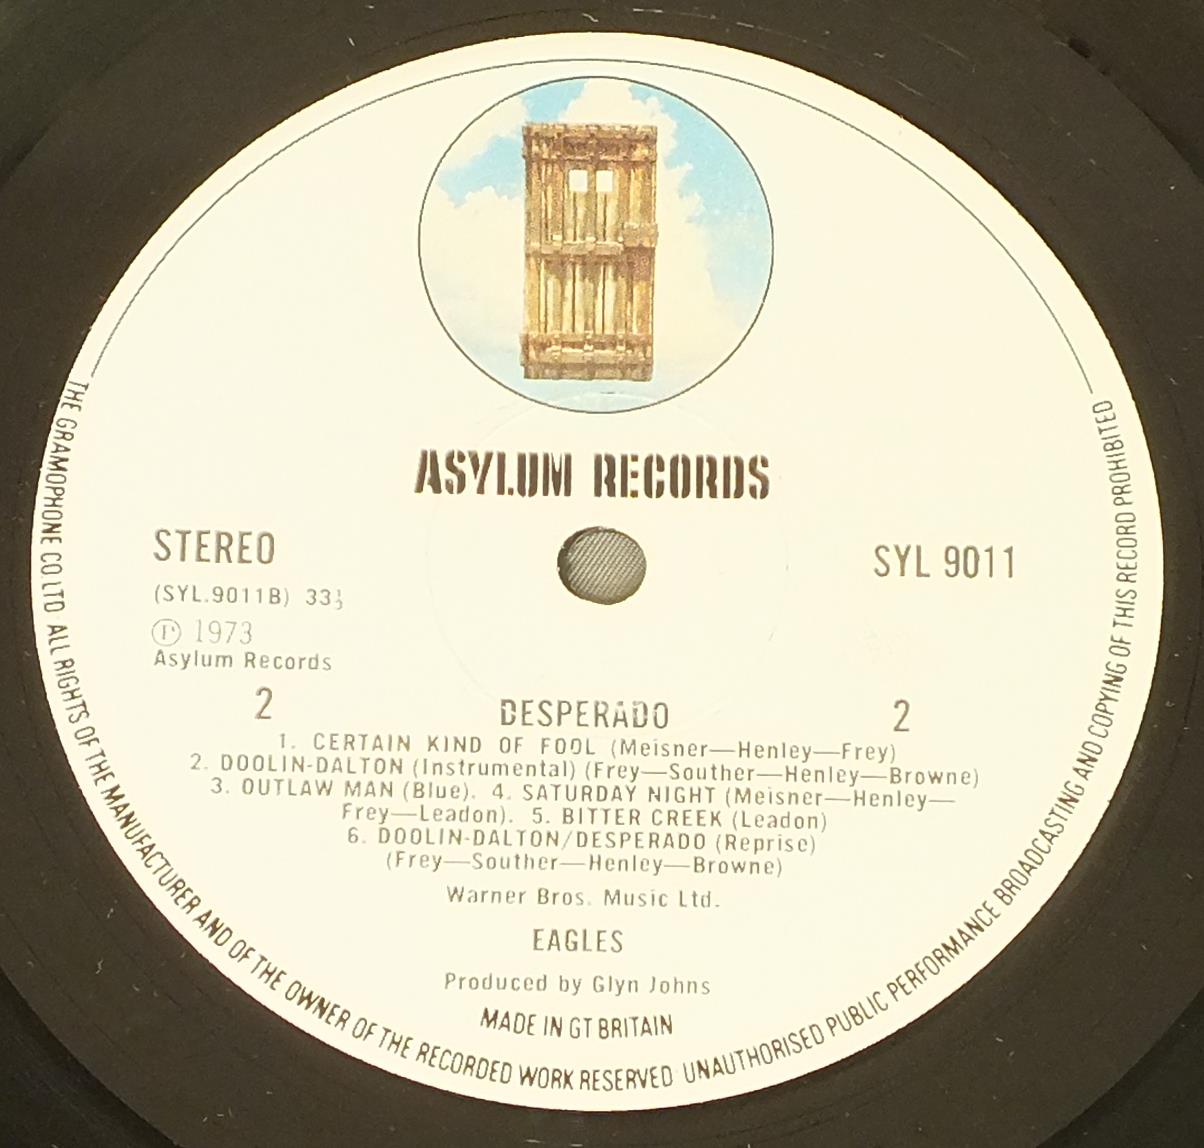 ASYLUM RECORDS
STEREO
SYL 9011
(SYL.9011B) 33⅓
Ⓟ 1973
Asylum Records
2
2
DESPERADO
1. CERTAIN KIND OF FOOL (Meisner—Henley—Frey)
2. DOOLIN-DALTON (Instrumental) (Frey—Souther—Henley—Browne)
3. OUTLAW MAN (Blue). 4. SATURDAY NIGHT (Meisner—Henley—
Frey—Leadon). 5. BITTER CREEK (Leadon)
6. DOOLIN-DALTON/DESPERADO (Reprise)
(Frey—Souther—Henley—Browne)
Warner Bros. Music Ltd.
EAGLES
Produced by Glyn Johns
MADE IN GT BRITAIN
THE GRAMOPHONE CO LTD ALL RIGHTS OF THE MANUFACTURER AND OF THE OWNER OF THE RECORDED WORK RESERVED UNAUTHORISED PUBLIC PERFORMANCE BROADCASTING AND COPYING OF THIS RECORD PROHIBITED